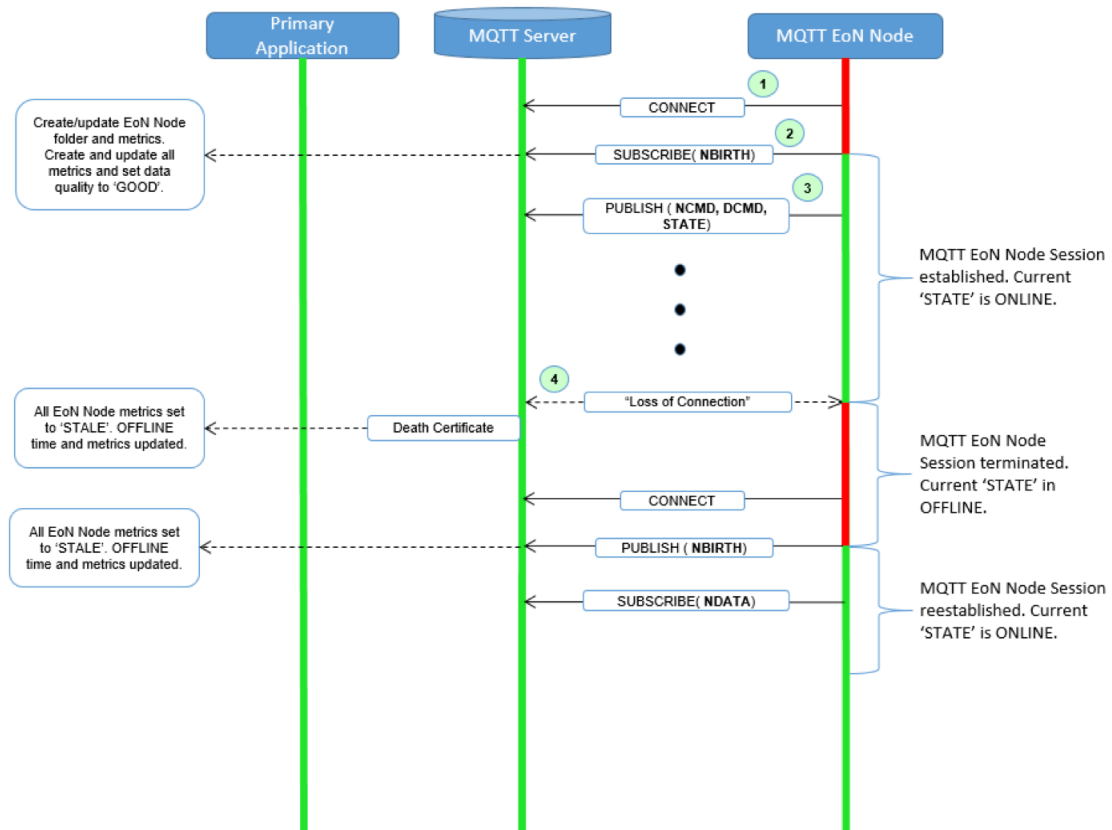 Primary
Application
MQTT Server
MQTT EoN Node
1
CONNECT
2
Create/update EoN Node
folder and metrics.
Create and update all
metrics and set data
quality to ‘GOOD’.
SUBSCRIBE( NBIRTH)
3
PUBLISH ( NCMD, DCMD,
STATE)
MQTT EoN Node Session
established. Current
‘STATE’ is ONLINE.
4
“Loss of Connection”
All EoN Node metrics set
to ‘STALE’. OFFLINE
time and metrics updated.
Death Certificate
MQTT EoN Node
Session terminated.
Current ‘STATE’ in
OFFLINE.
CONNECT
All EoN Node metrics set
to ‘STALE’. OFFLINE
time and metrics updated.
PUBLISH ( NBIRTH)
SUBSCRIBE( NDATA)
MQTT EoN Node Session
reestablished. Current
‘STATE’ is ONLINE.